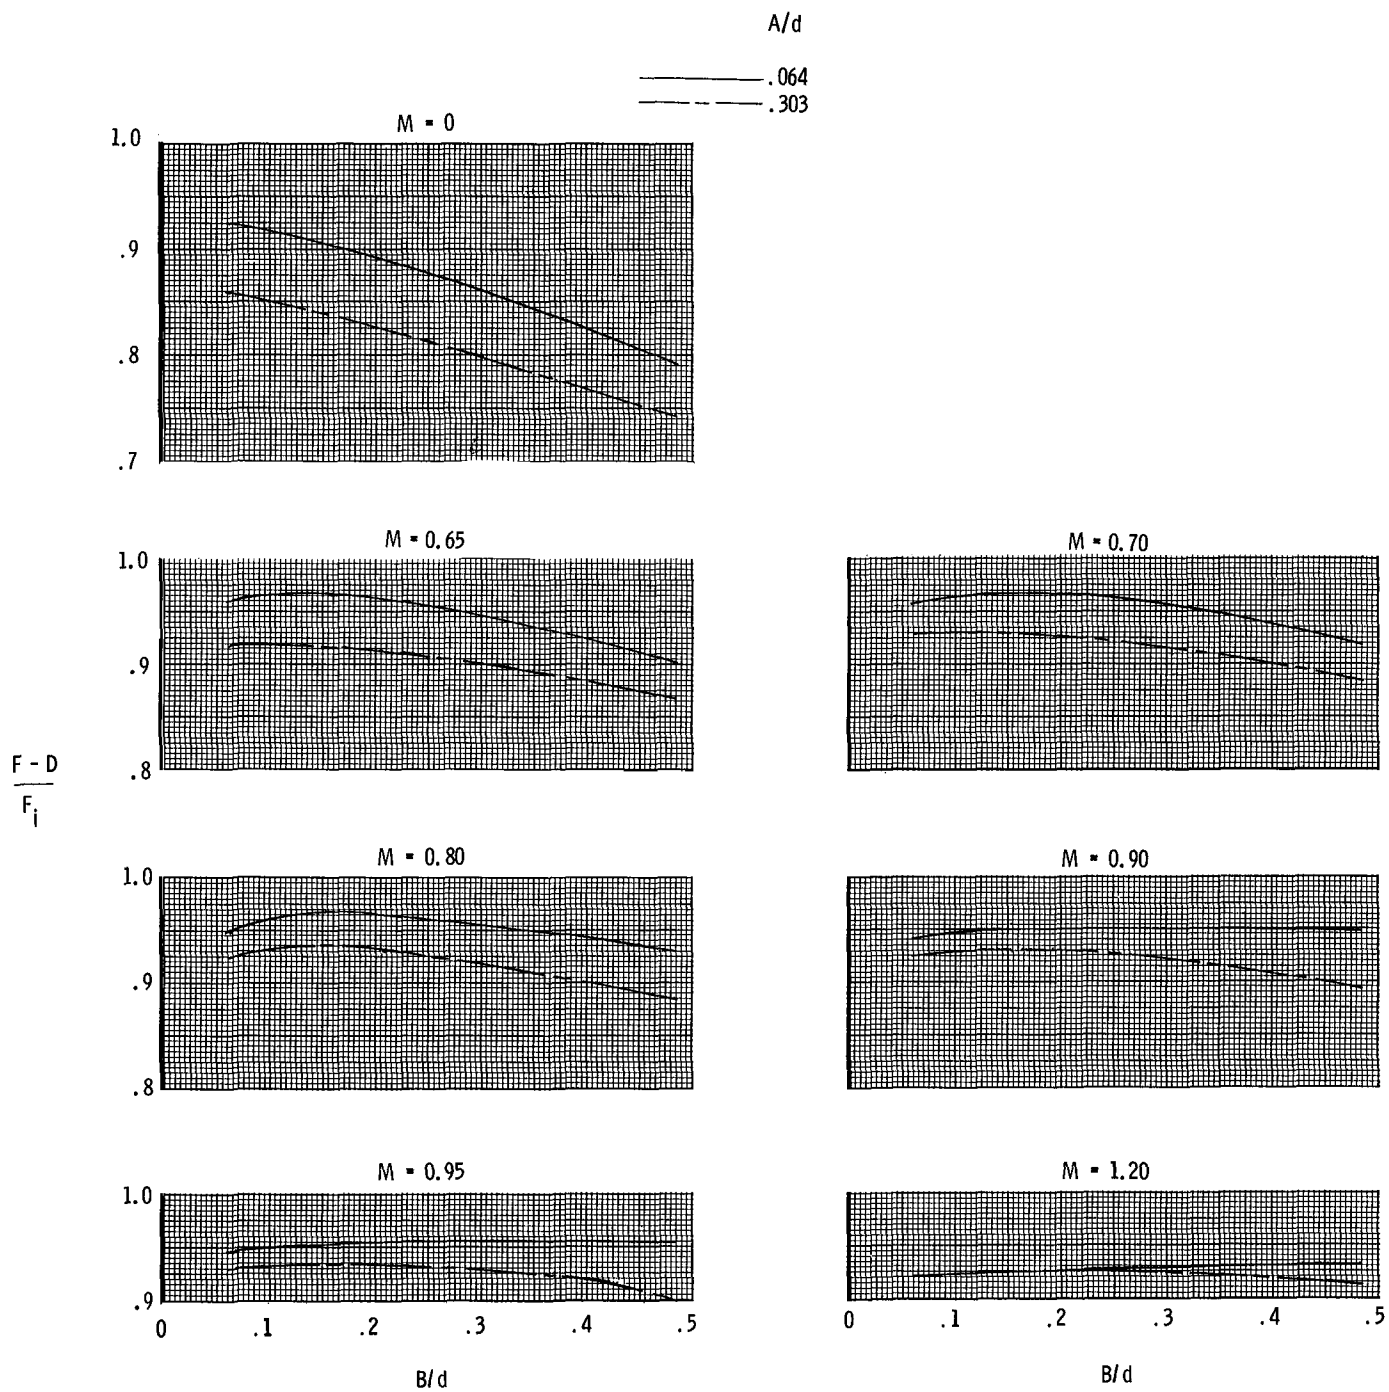 A/d
.064
.303
M = 0
1.0
.9
.8
.7
M = 0.65
M = 0.70
1.0
.9
.8
F - D
Fi
M = 0.80
M = 0.90
1.0
.9
.8
M = 0.95
M = 1.20
1.0
.9
0 .1 .2 .3 .4 .5
0 .1 .2 .3 .4 .5
B/d
B/d